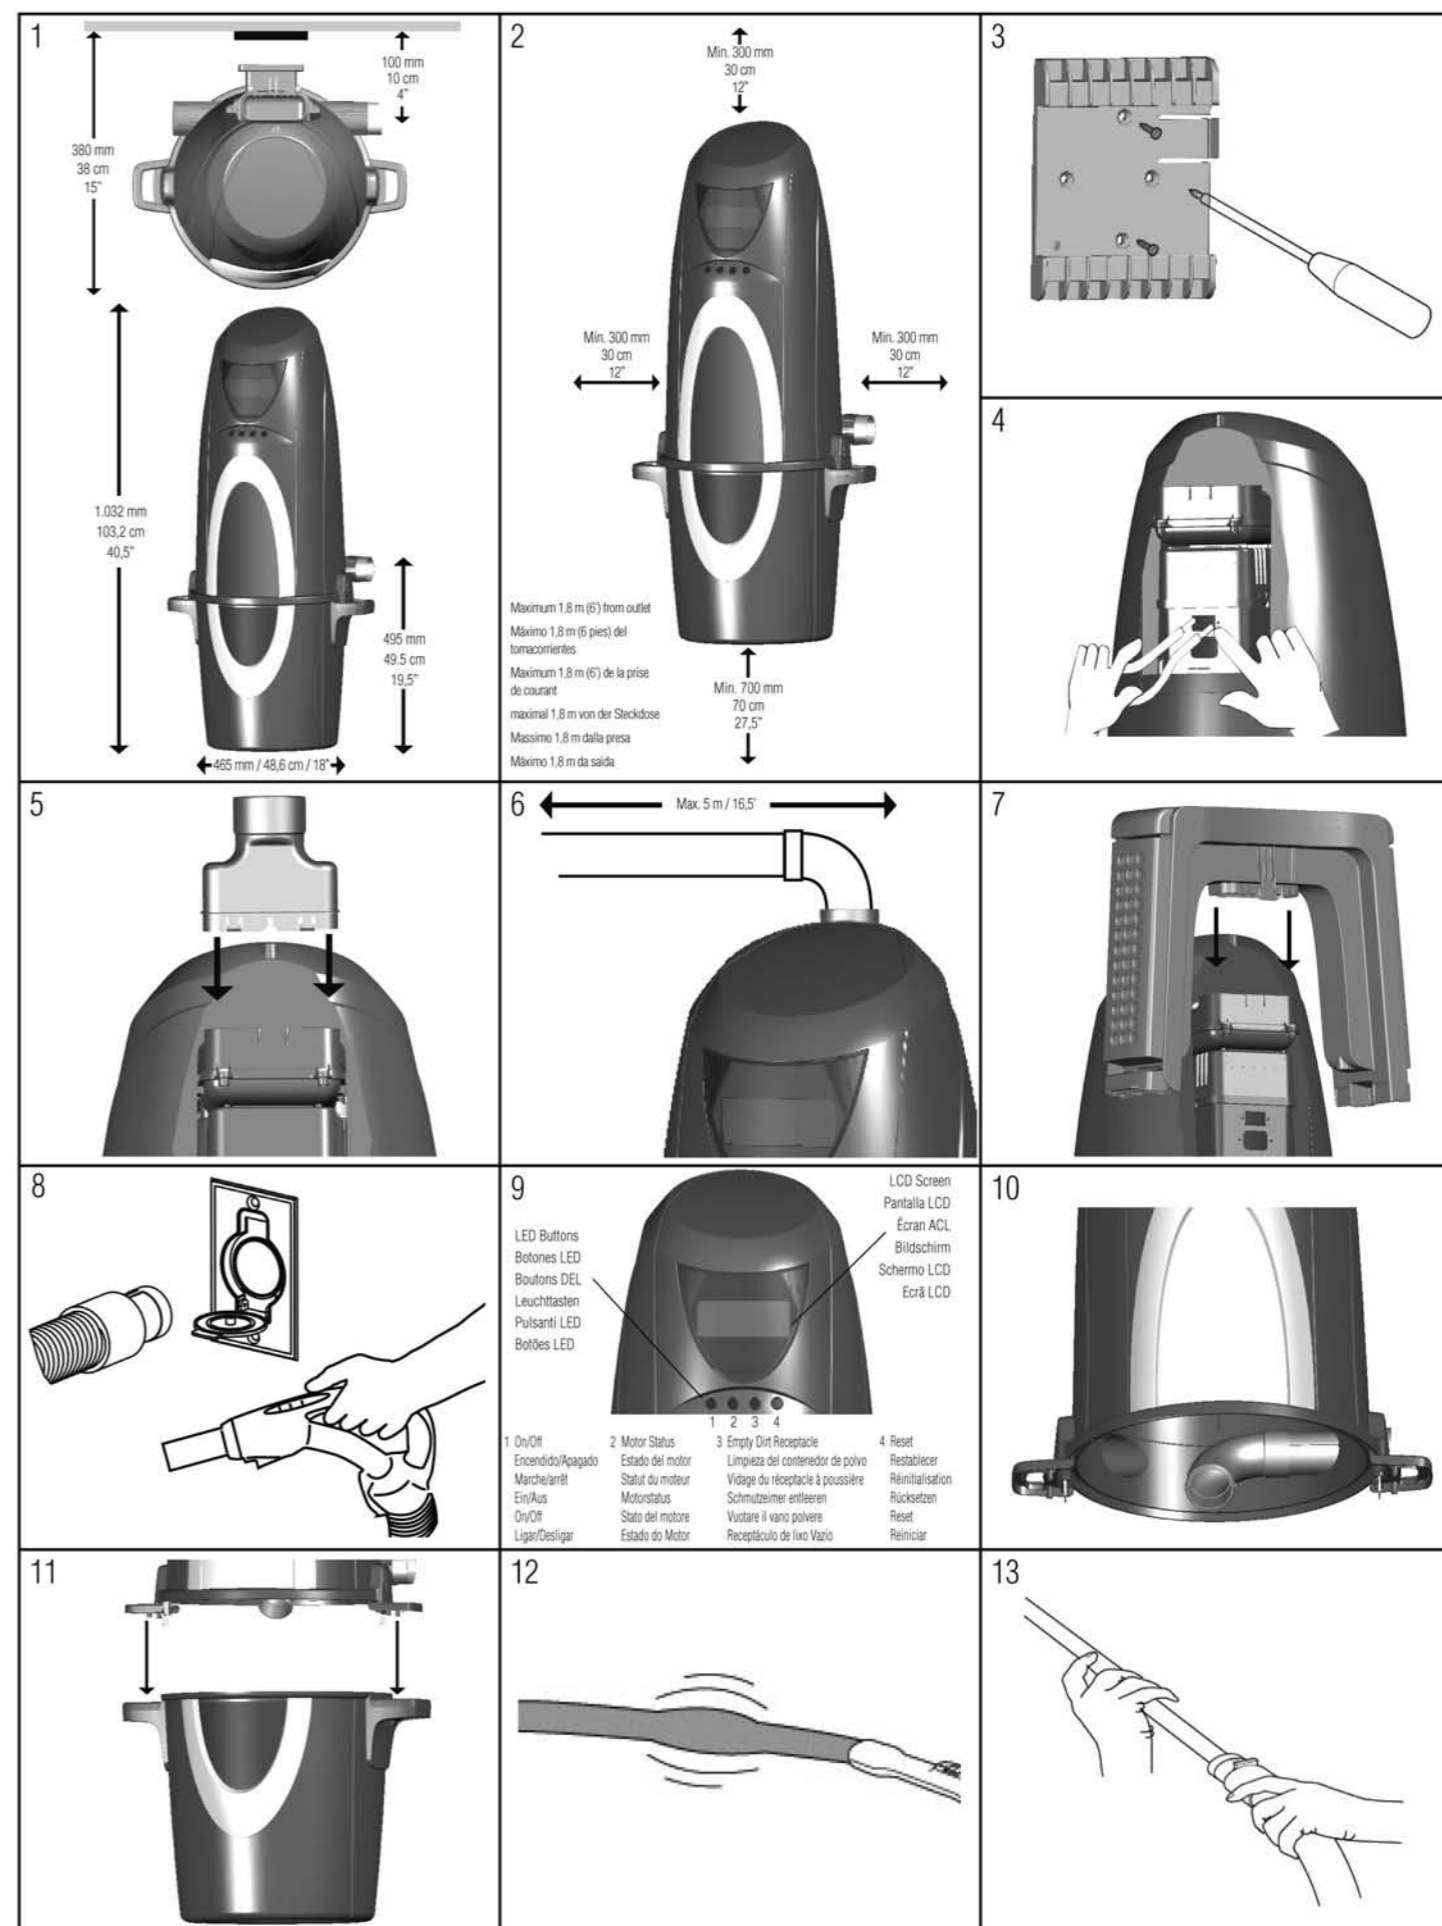 1
100 mm
10 cm
4"
380 mm
38 cm
15"
1.032 mm
103,2 cm
40,5"
495 mm
49.5 cm
19,5"
465 mm / 48,6 cm / 18"
2
Min. 300 mm
30 cm
12"
Min. 300 mm
30 cm
12"
Min. 300 mm
30 cm
12"
Maximum 1,8 m (6') from outlet
Máximo 1,8 m (6 pies) del
tomacorrientes
Maximum 1,8 m (6') de la prise
de courant
maximal 1,8 m von der Steckdose
Massimo 1,8 m dalla presa
Máximo 1,8 m da saída
Min. 700 mm
70 cm
27,5"
3
4
5
6
Max. 5 m / 16,5'
7
8
9
LED Buttons
Botones LED
Boutons DEL
Leuchttasten
Pulsanti LED
Botões LED
LCD Screen
Pantalla LCD
Écran ACL
Bildschirm
Schermo LCD
Ecrã LCD
1 2 3 4
1 On/Off
Encendido/Apagado
Marche/arrêt
Ein/Aus
On/Off
Ligar/Desligar
2 Motor Status
Estado del motor
Statut du moteur
Motorstatus
Stato del motore
Estado do Motor
3 Empty Dirt Receptacle
Limpieza del contenedor de polvo
Vidage du réceptacle à poussière
Schmutzeimer entleeren
Vuotare il vano polvere
Receptáculo de lixo Vazio
4 Reset
Restablecer
Réinitialisation
Rücksetzen
Reset
Reiniciar
10
11
12
13